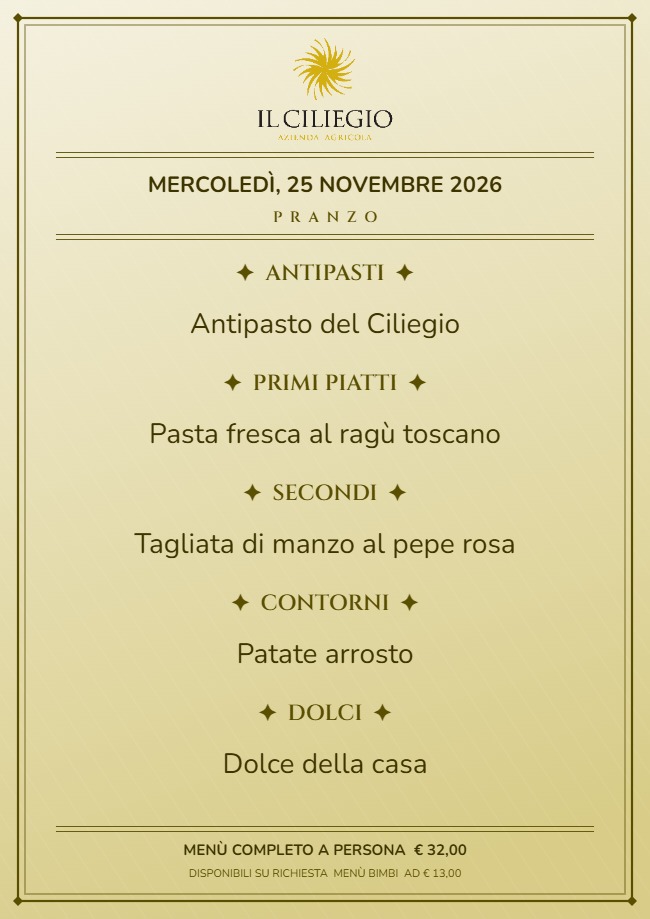 IL CILIEGIO
AZIENDA AGRICOLA
MERCOLEDÌ, 25 NOVEMBRE 2026
PRANZO
ANTIPASTI
Antipasto del Ciliegio
PRIMI PIATTI
Pasta fresca al ragù toscano
SECONDI
Tagliata di manzo al pepe rosa
CONTORNI
Patate arrosto
DOLCI
Dolce della casa
MENÙ COMPLETO A PERSONA € 32,00
DISPONIBILI SU RICHIESTA MENÙ BIMBI AD € 13,00